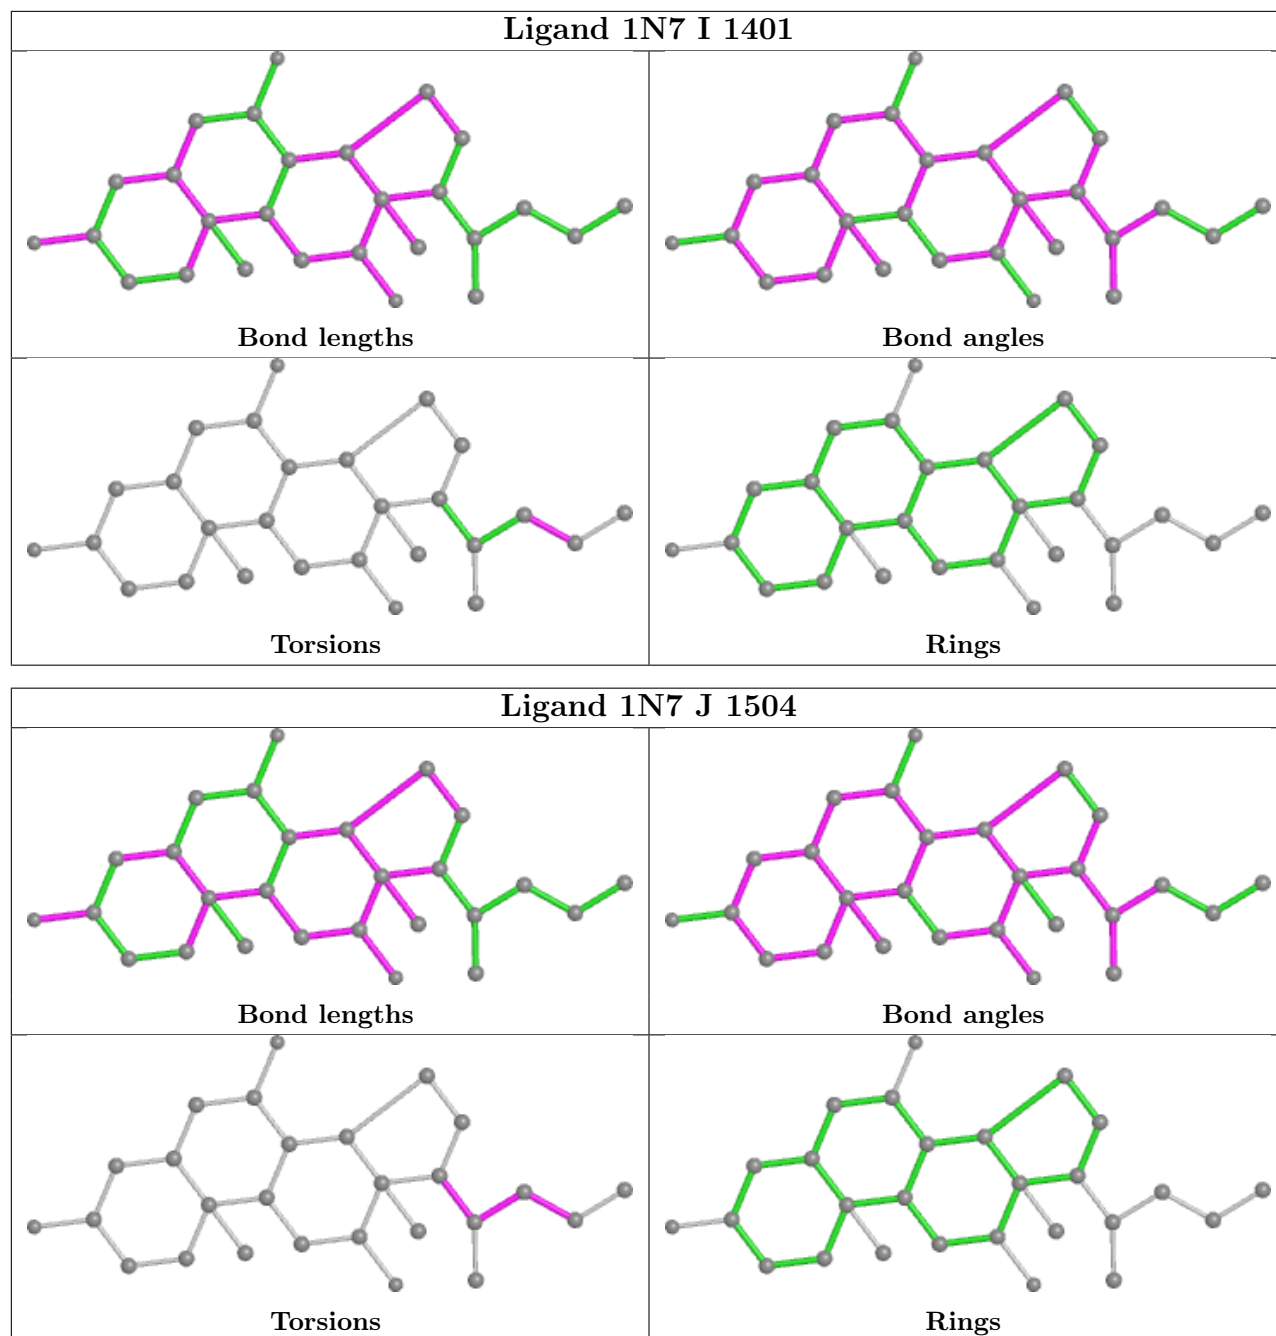 Ligand 1N7 I 1401
Bond lengths
Bond angles
Torsions
Rings
Ligand 1N7 J 1504
Bond lengths
Bond angles
Torsions
Rings